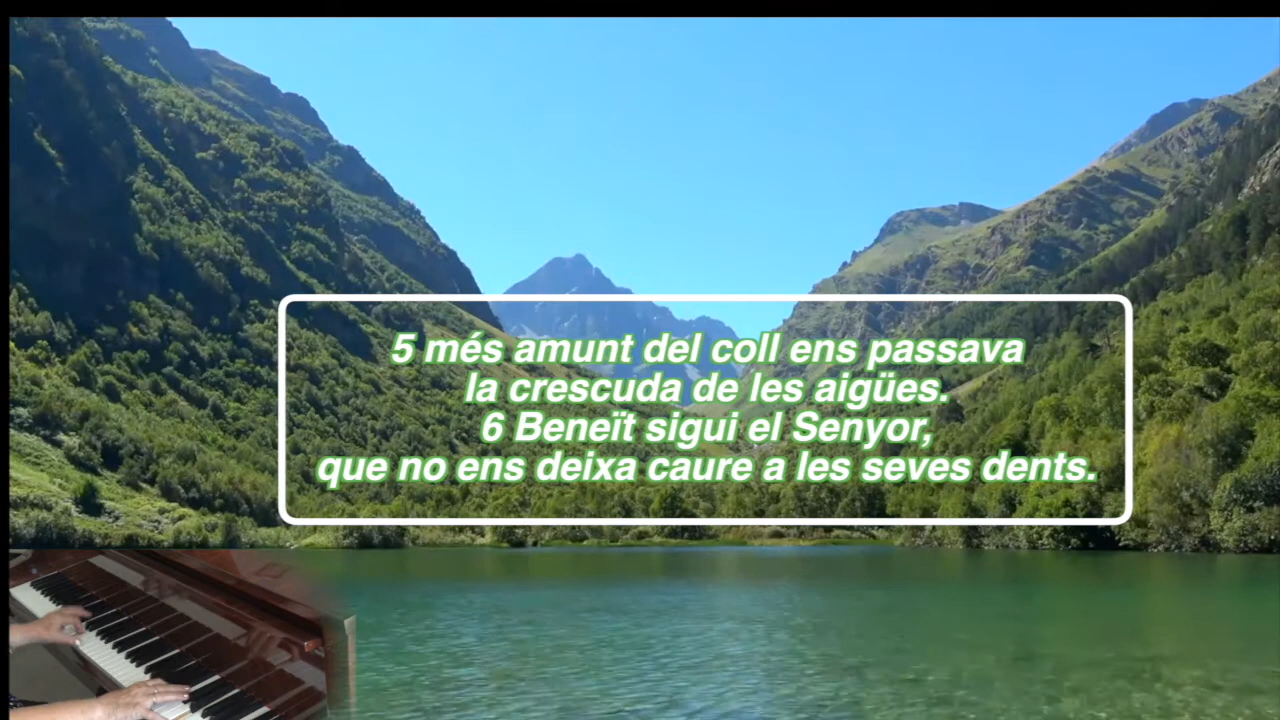 5 més amunt del coll ens passava
la crescuda de les aigües.
6 Beneït sigui el Senyor,
que no ens deixa caure a les seves dents.